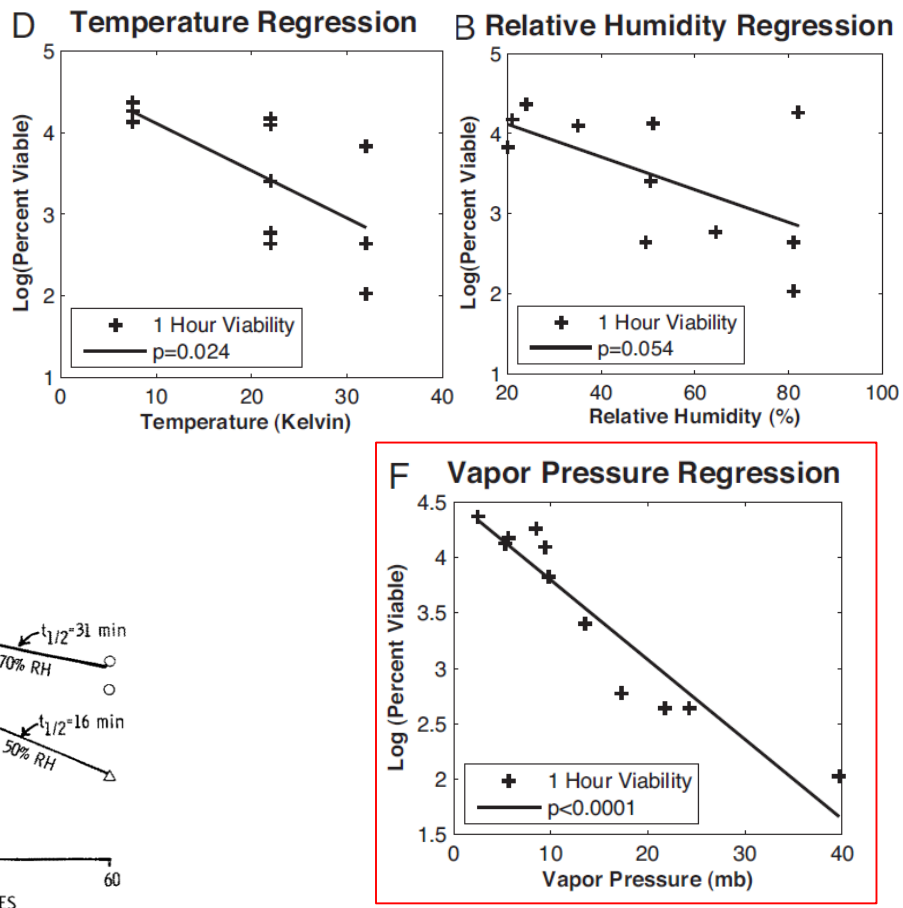 D Temperature Regression
5
4
3
2
1
Log(Percent Viable)
1 Hour Viability
p=0.024
0 10 20 30 40
Temperature (Kelvin)
B Relative Humidity Regression
5
4
3
2
1
Log(Percent Viable)
1 Hour Viability
p=0.054
20 40 60 80 100
Relative Humidity (%)
t1/2=31 min
70% RH
t1/2=16 min
50% RH
60
ES
F Vapor Pressure Regression
4.5
4
3.5
3
2.5
2
1.5
Log (Percent Viable)
1 Hour Viability
p<0.0001
0 10 20 30 40
Vapor Pressure (mb)